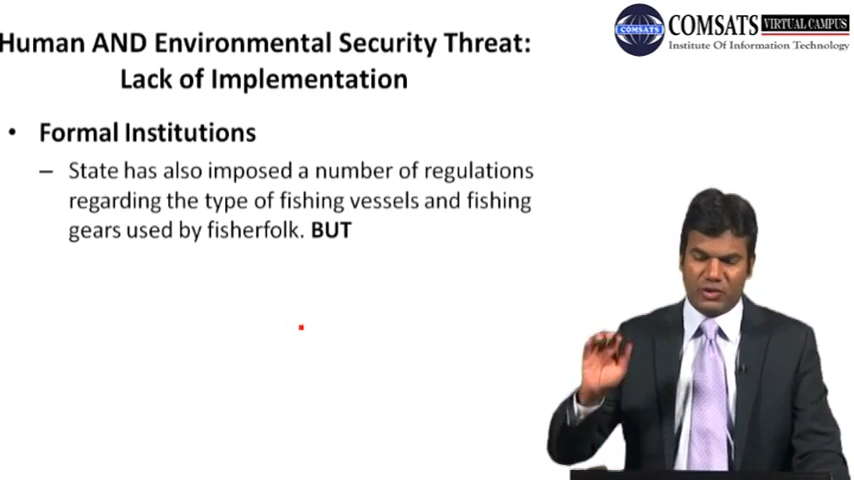 Human AND Environmental Security Threat:
Lack of Implementation
• Formal Institutions
– State has also imposed a number of regulations
regarding the type of fishing vessels and fishing
gears used by fisherfolk. BUT
COMSATS
COMSATS VIRTUAL CAMPUS
Institute Of Information Technology